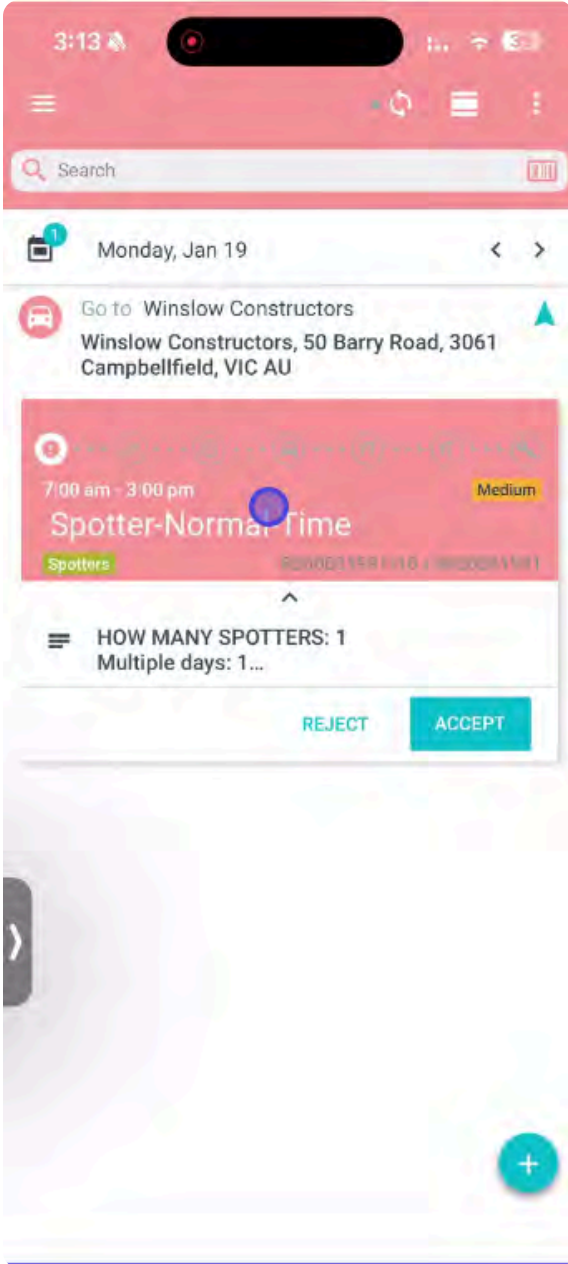 3:13
Search
1
Monday, Jan 19
Go to Winslow Constructors
Winslow Constructors, 50 Barry Road, 3061
Campbellfield, VIC AU
7:00 am - 3:00 pm
Medium
Spotter-Normal Time
Spotters
HOW MANY SPOTTERS: 1
Multiple days: 1...
REJECT
ACCEPT